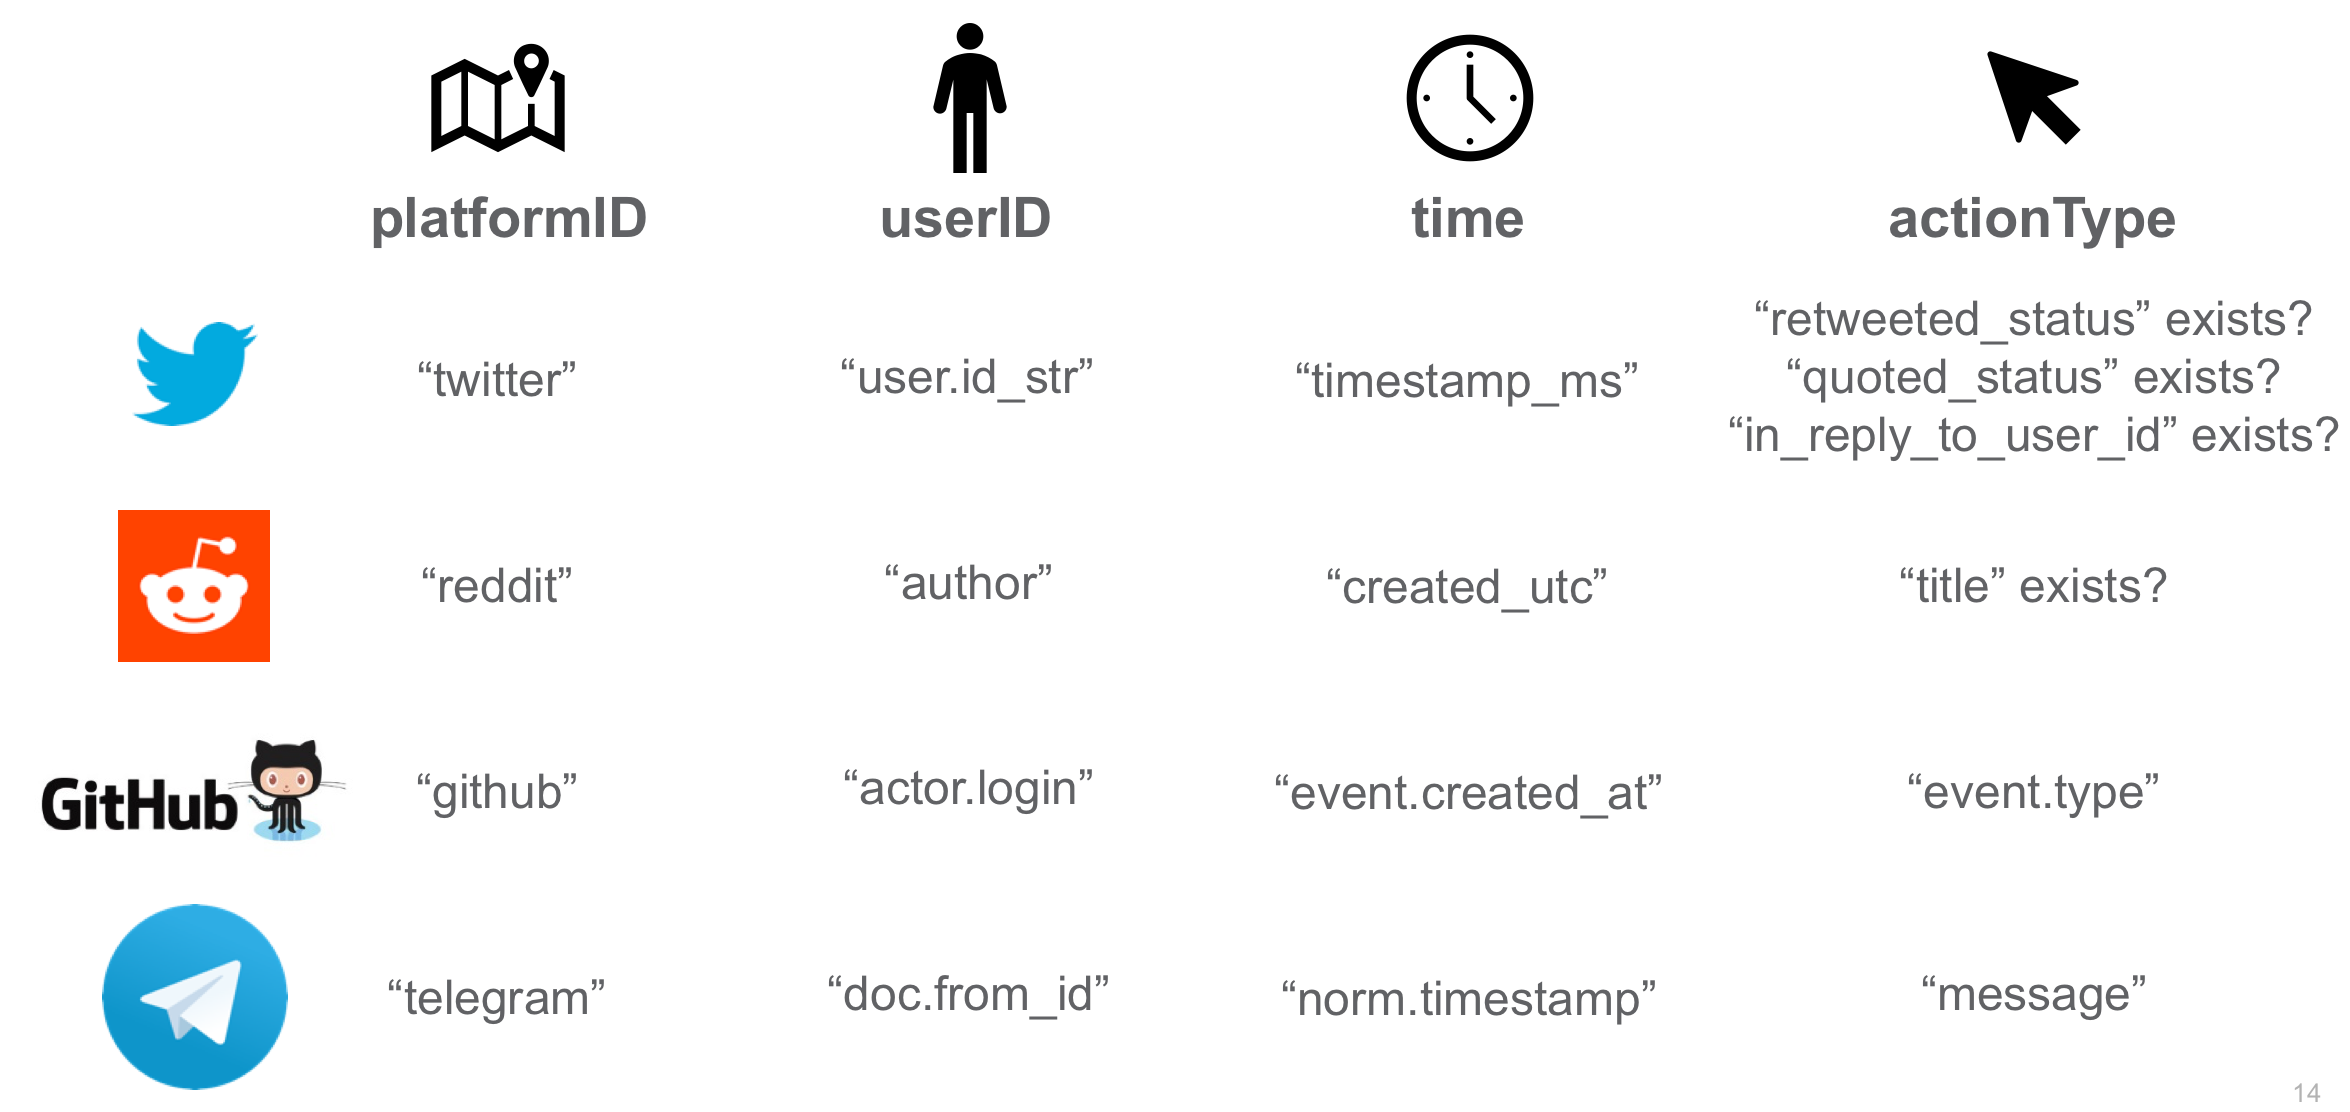 platformID userID time actionType
“retweeted_status” exists?
“twitter” “user.id_str” “timestamp_ms” “quoted_status” exists?
“in_reply_to_user_id” exists?
“reddit” “author” “created_utc” “title” exists?
GitHub “github” “actor.login” “event.created_at” “event.type”
“telegram” “doc.from_id” “norm.timestamp” “message”
14